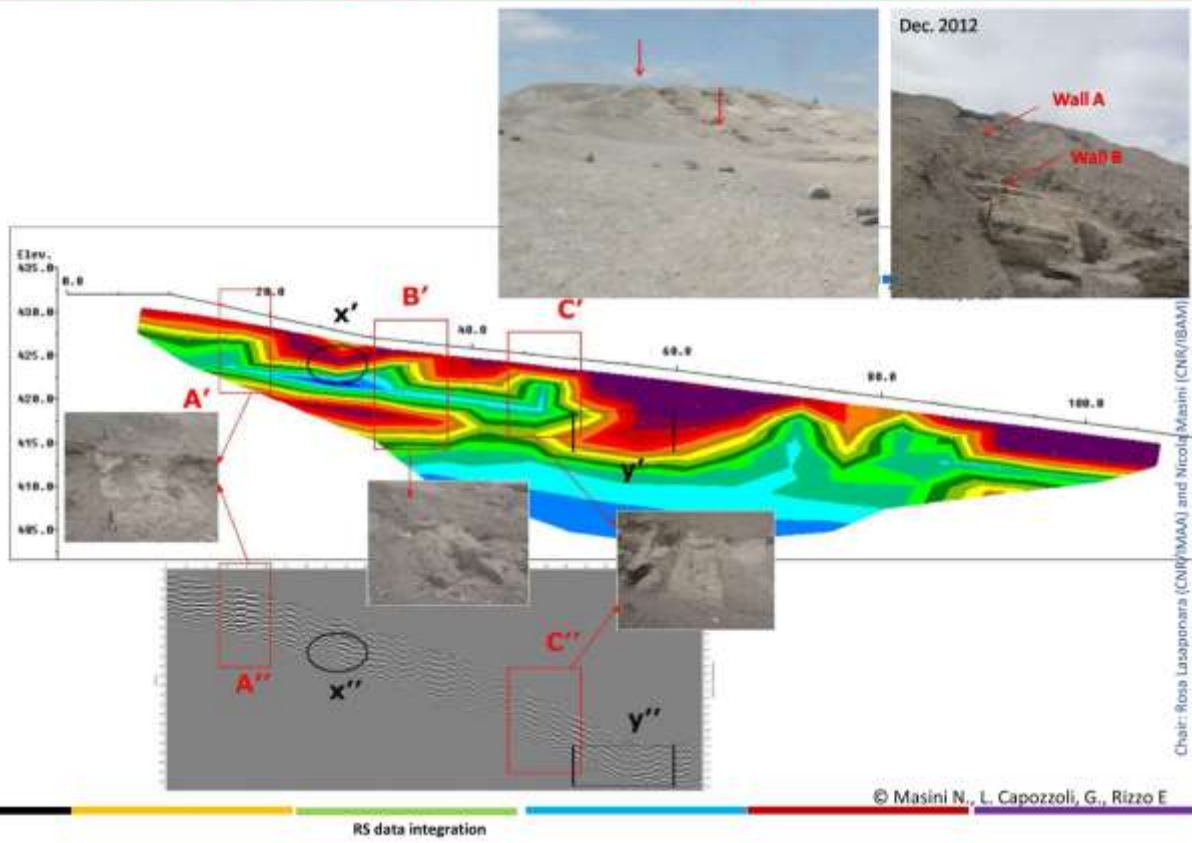 Dec. 2012
Wall A
Wall B
Elev.
435.0
430.0
425.0
420.0
415.0
410.0
405.0
0.0
20.0
40.0
60.0
80.0
100.0
x'
B'
C'
A'
y'
A''
x''
C''
y''
Chair: Rosa Lasaponara (CNR/IMAA) and Nicola Masini (CNR/IBAM)
© Masini N., L. Capozzoli, G., Rizzo E
RS data integration